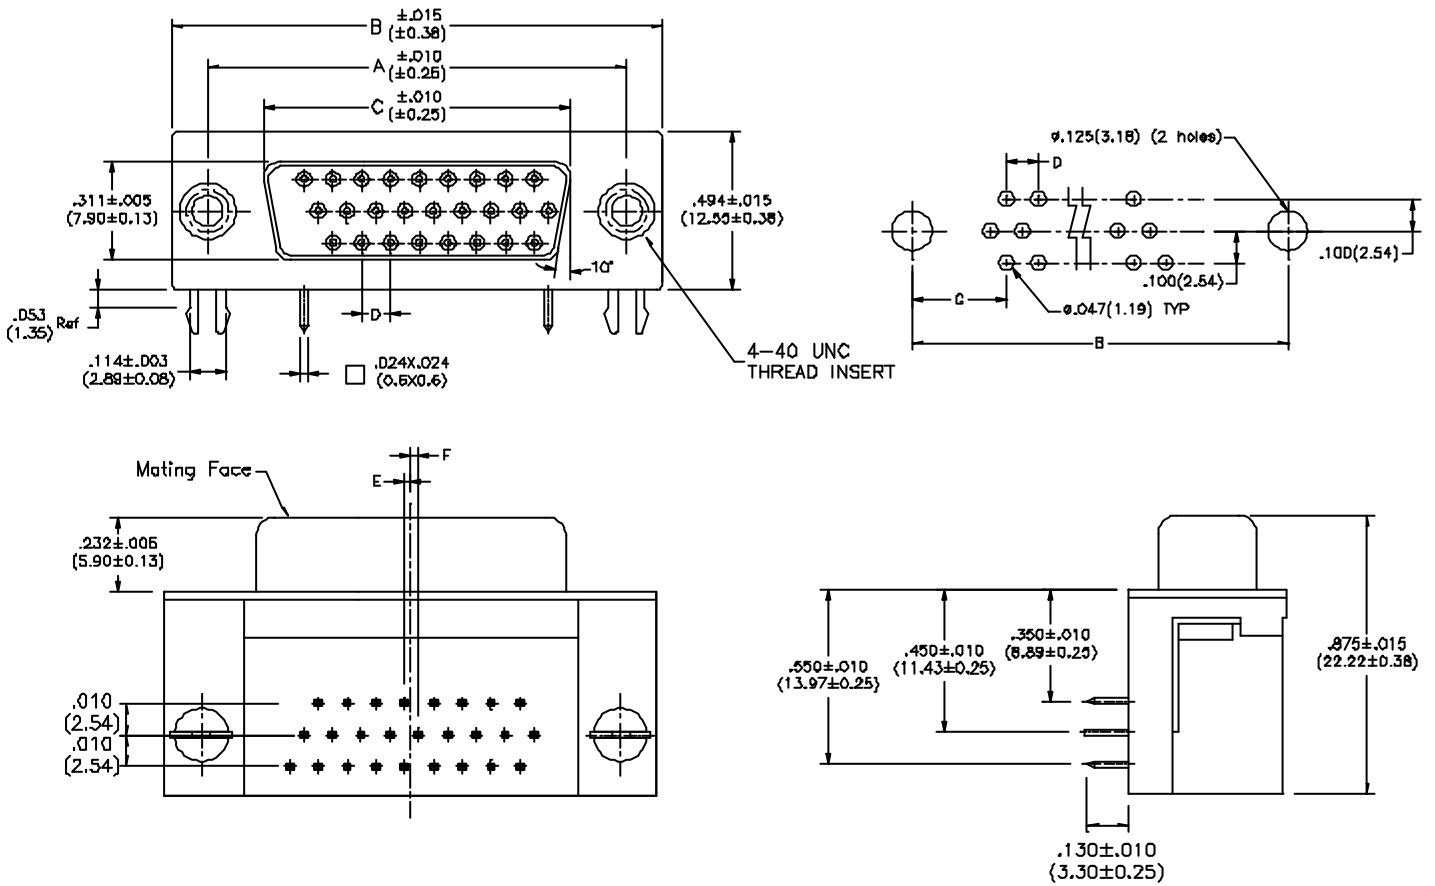 B ±.015
(±0.38)
A ±.010
(±0.25)
C ±.010
(±0.25)
.311±.005
(7.90±0.13)
.494±.015
(12.55±0.38)
10°
.053
(1.35) Ref
D
.114±.003
(2.89±0.08)
.024X.024
(0.6X0.6)
4-40 UNC
THREAD INSERT
ø.125(3.18) (2 holes)
D
.100(2.54)
.100(2.54)
G
ø.047(1.19) TYP
B
Mating Face
F
E
.232±.005
(5.90±0.13)
.010
(2.54)
.010
(2.54)
.350±.010
(8.89±0.25)
.450±.010
(11.43±0.25)
.550±.010
(13.97±0.25)
.875±.015
(22.22±0.38)
.130±.010
(3.30±0.25)